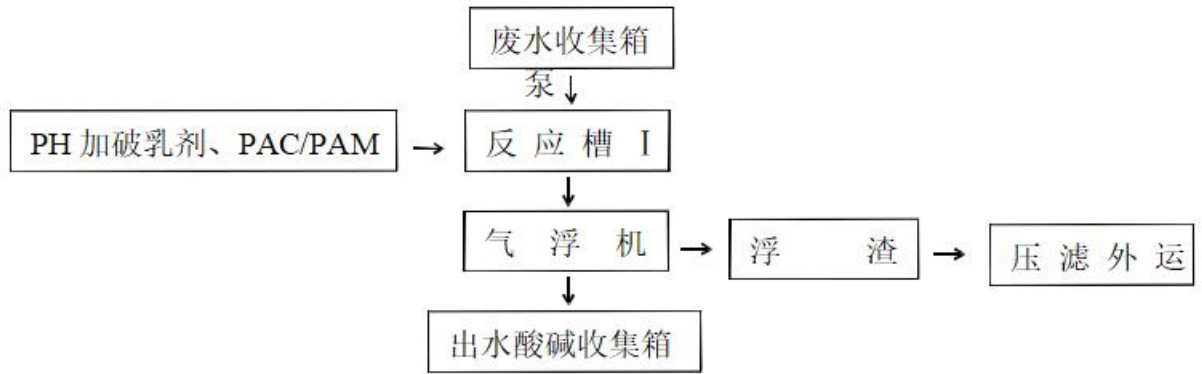 废水收集箱
泵
PH 加破乳剂、PAC/PAM
反应槽 Ⅰ
气浮机
浮渣
压滤外运
出水酸碱收集箱